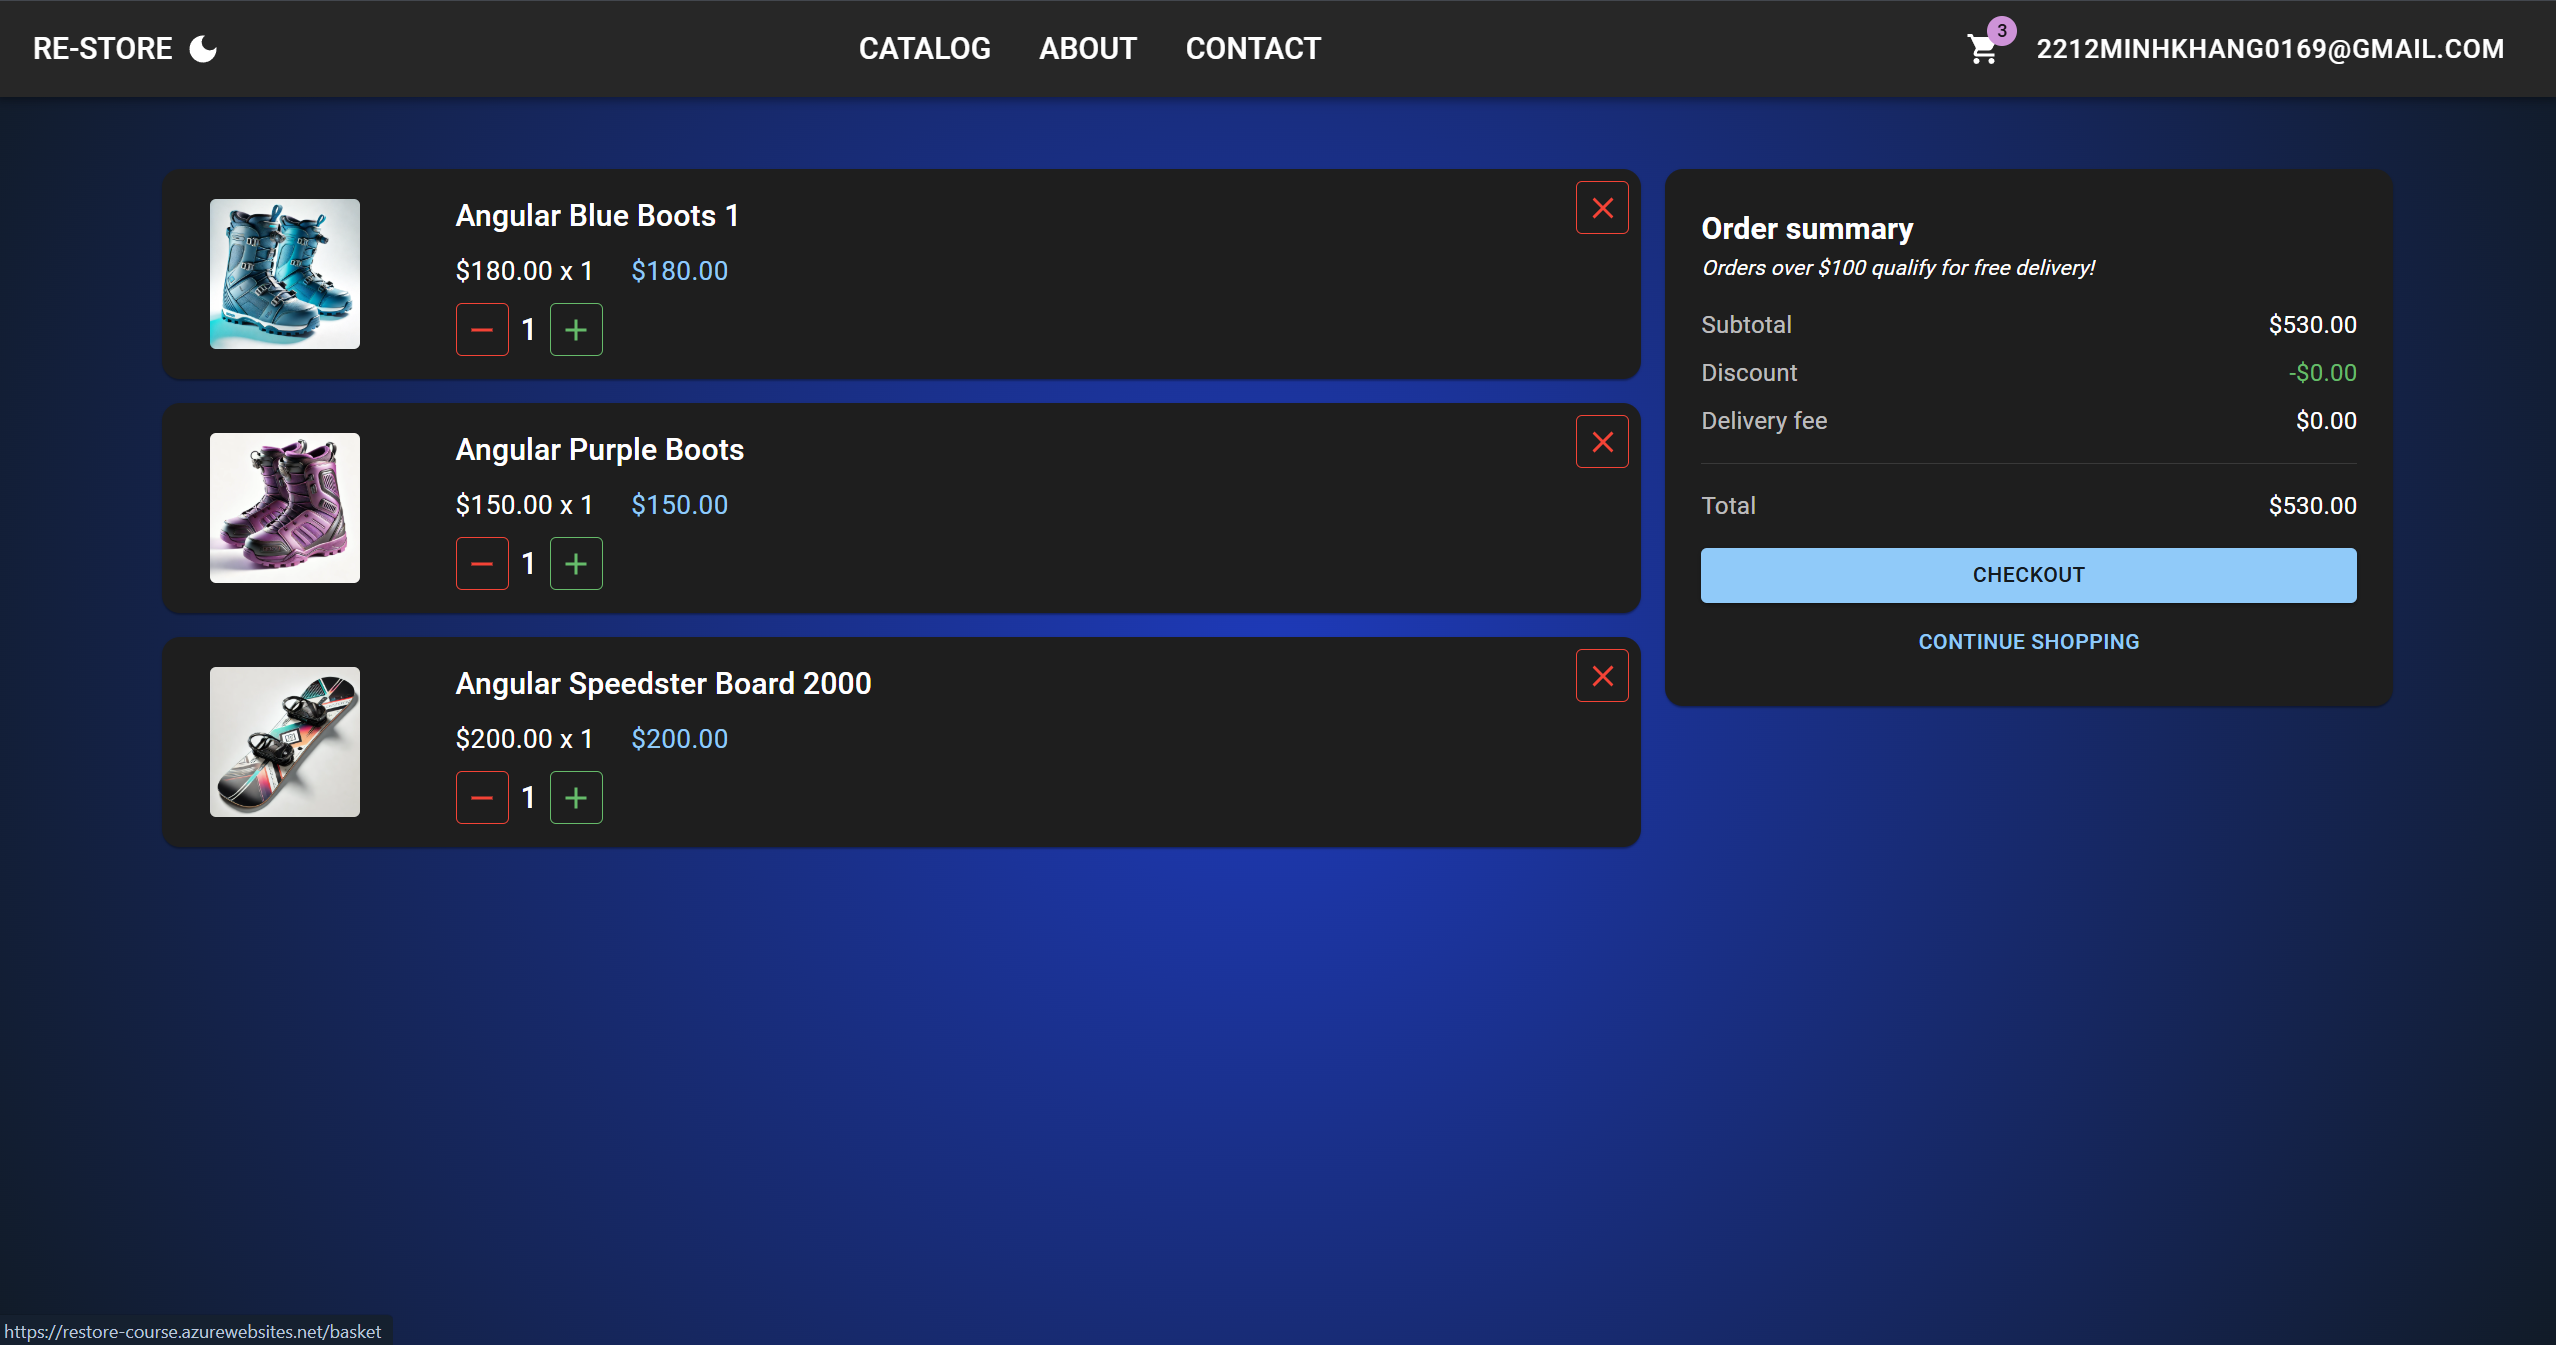 RE-STORE
CATALOG ABOUT CONTACT
3
2212MINHKHANG0169@GMAIL.COM
Angular Blue Boots 1
$180.00 x 1 $180.00
1
Angular Purple Boots
$150.00 x 1 $150.00
1
Angular Speedster Board 2000
$200.00 x 1 $200.00
1
Order summary
Orders over $100 qualify for free delivery!
Subtotal $530.00
Discount -$0.00
Delivery fee $0.00
Total $530.00
CHECKOUT
CONTINUE SHOPPING
https://restore-course.azurewebsites.net/basket